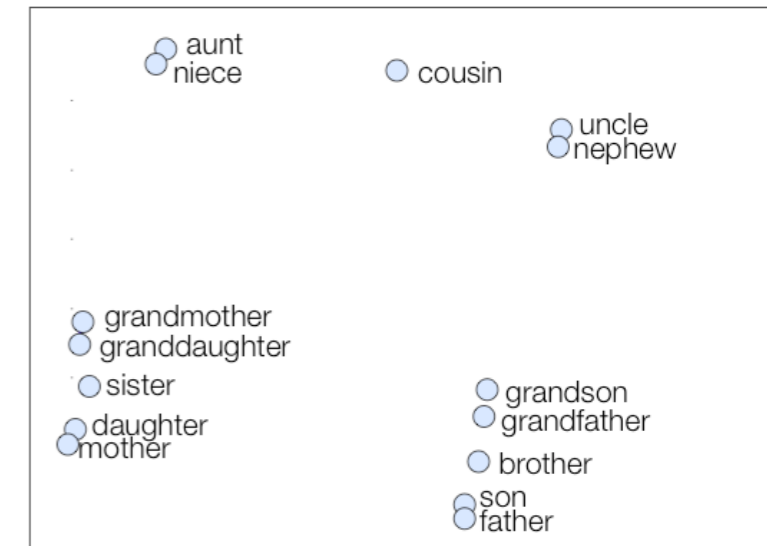 aunt
niece
cousin
uncle
nephew
grandmother
granddaughter
sister
daughter
mother
grandson
grandfather
brother
son
father